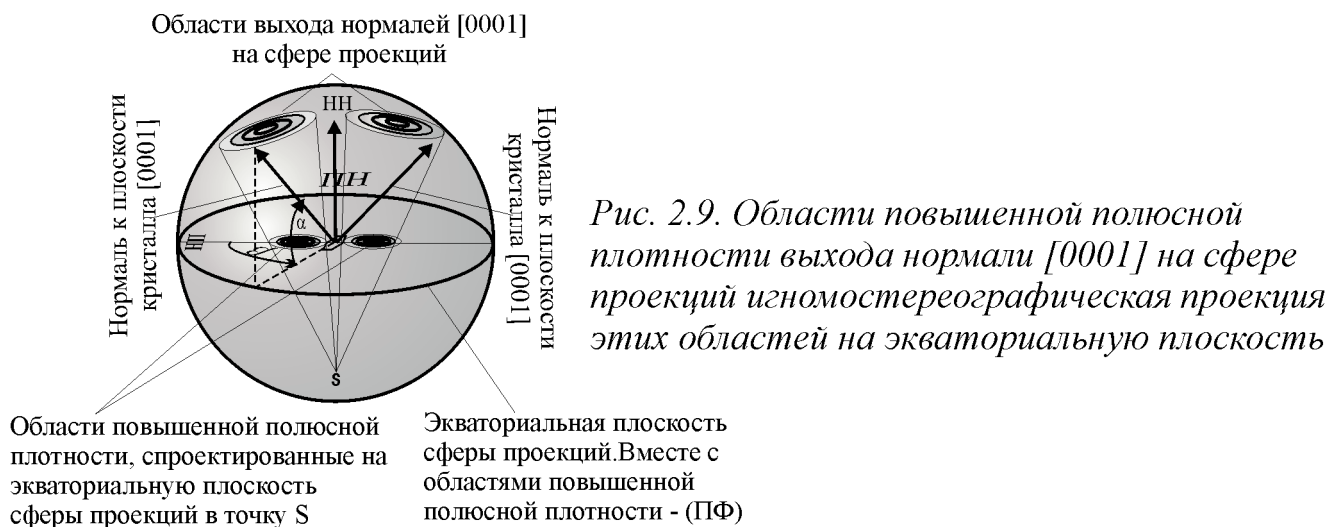 Области выхода нормалей [0001]
на сфере проекций
Нормаль к плоскости
кристалла [0001]
НН
ПН
α
НП
S
Нормаль к плоскости
кристалла [0001]
Рис. 2.9. Области повышенной полюсной
плотности выхода нормали [0001] на сфере
проекций игномостереографическая проекция
этих областей на экваториальную плоскость
Области повышенной полюсной
плотности, спроектированные на
экваториальную плоскость
сферы проекций в точку S
Экваториальная плоскость
сферы проекций.Вместе с
областями повышенной
полюсной плотности - (ПФ)